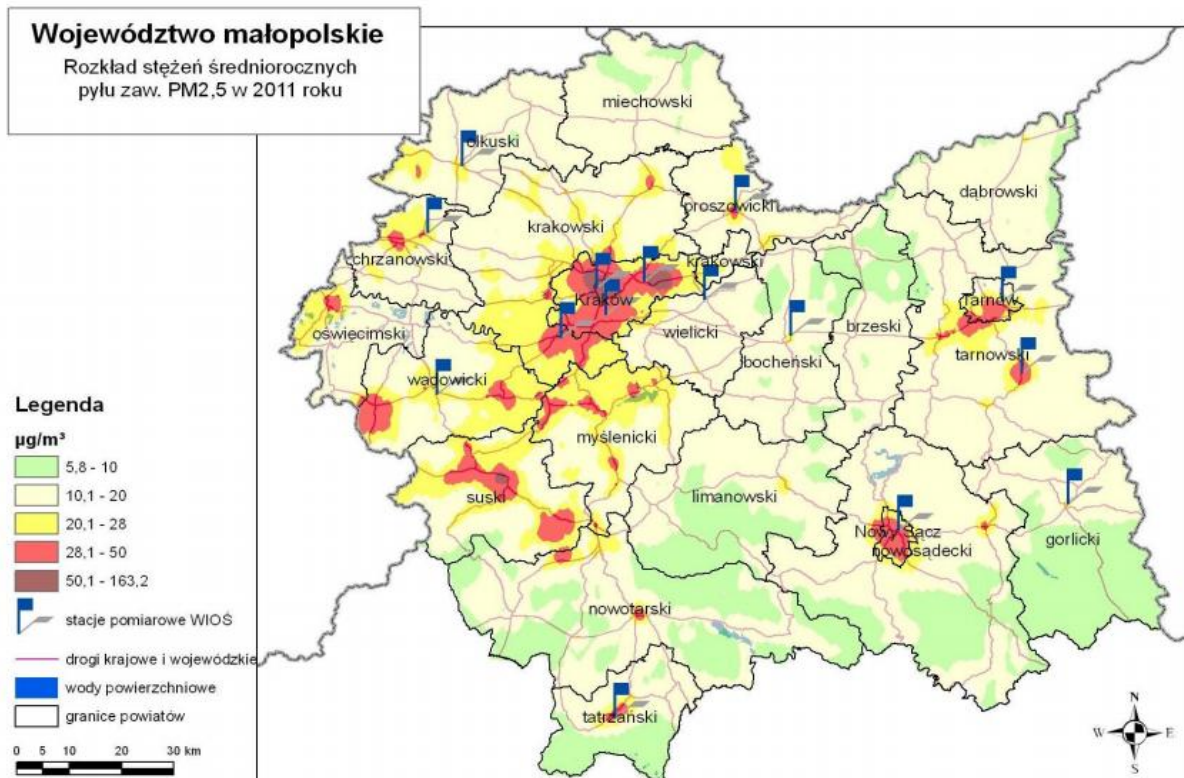 Województwo małopolskie
Rozkład stężeń średniorocznych
pyłu zaw. PM2,5 w 2011 roku
miechowski
olkuski
dąbrowski
proszowicki
krakowski
chrzanowski
krakowski
Kraków
Tarnów
oświęcimski
wielicki
brzeski
bocheński
tarnowski
wadowicki
myślenicki
suski
limanowski
Nowy Sącz
nowosądecki
gorlicki
nowotarski
tatrzański
Legenda
µg/m³
5,8 - 10
10,1 - 20
20,1 - 28
28,1 - 50
50,1 - 163,2
stacje pomiarowe WIOŚ
drogi krajowe i wojewódzkie
wody powierzchniowe
granice powiatów
0 5 10 20 30 km
N
W E
S